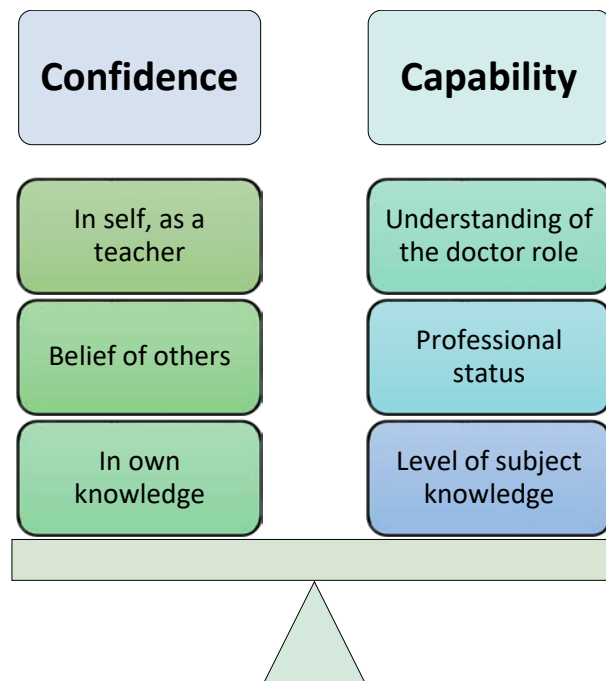 Confidence
Capability
In self, as a
teacher
Understanding of
the doctor role
Belief of others
Professional
status
In own
knowledge
Level of subject
knowledge